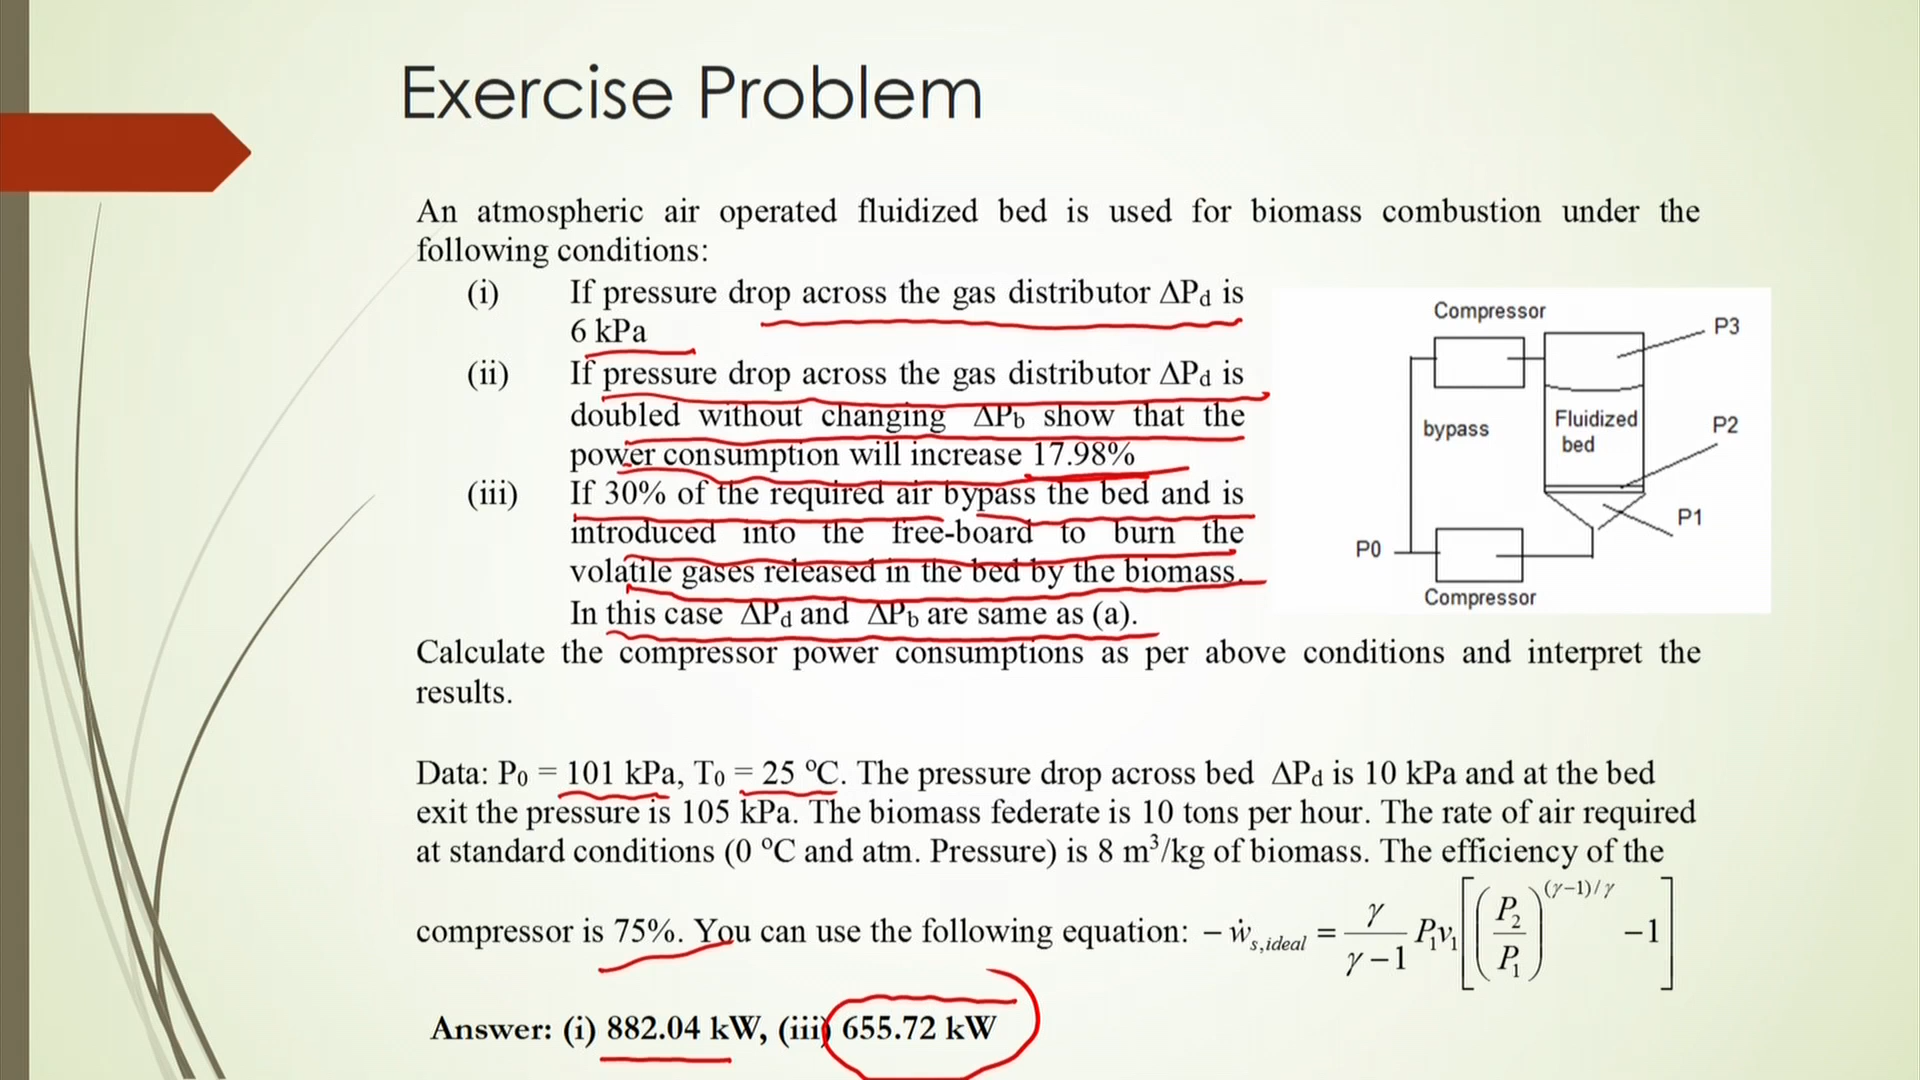 Exercise Problem
An atmospheric air operated fluidized bed is used for biomass combustion under the
following conditions:
(i) If pressure drop across the gas distributor ΔPd is
6 kPa
(ii) If pressure drop across the gas distributor ΔPd is
doubled without changing ΔPb show that the
power consumption will increase 17.98%
(iii) If 30% of the required air bypass the bed and is
introduced into the free-board to burn the
volatile gases released in the bed by the biomass.
In this case ΔPd and ΔPb are same as (a).
Compressor
P3
bypass
Fluidized
bed
P2
P1
P0
Compressor
Calculate the compressor power consumptions as per above conditions and interpret the
results.
Data: P0 = 101 kPa, T0 = 25 ºC. The pressure drop across bed ΔPd is 10 kPa and at the bed
exit the pressure is 105 kPa. The biomass federate is 10 tons per hour. The rate of air required
at standard conditions (0 ºC and atm. Pressure) is 8 m³/kg of biomass. The efficiency of the
compressor is 75%. You can use the following equation: −ẇ_{s,ideal} = γ/(γ−1) P₁v₁[(P₂/P₁)^{(γ−1)/γ} −1]
Answer: (i) 882.04 kW, (iii) 655.72 kW